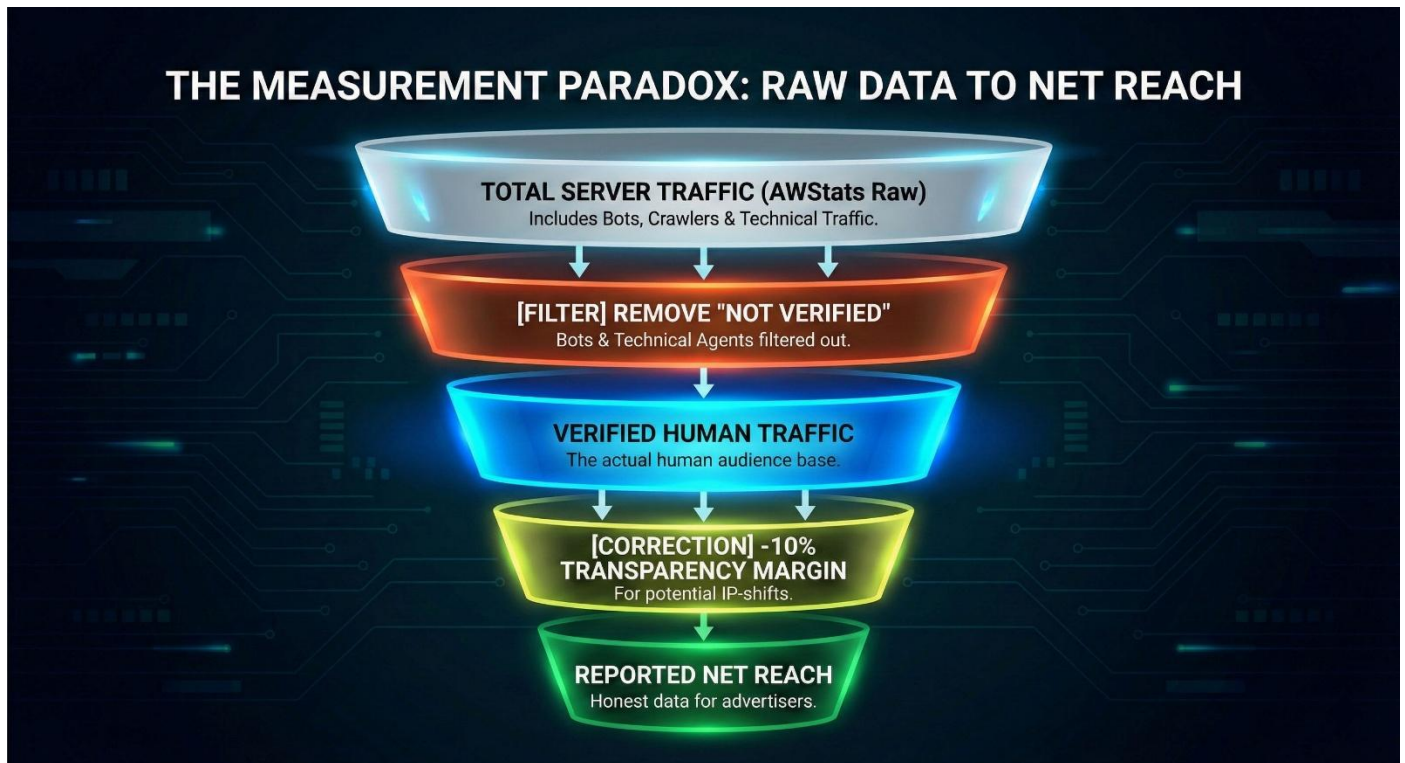 THE MEASUREMENT PARADOX: RAW DATA TO NET REACH
TOTAL SERVER TRAFFIC (AWStats Raw)
Includes Bots, Crawlers & Technical Traffic.
[FILTER] REMOVE "NOT VERIFIED"
Bots & Technical Agents filtered out.
VERIFIED HUMAN TRAFFIC
The actual human audience base.
[CORRECTION] -10%
TRANSPARENCY MARGIN
For potential IP-shifts.
REPORTED NET REACH
Honest data for advertisers.